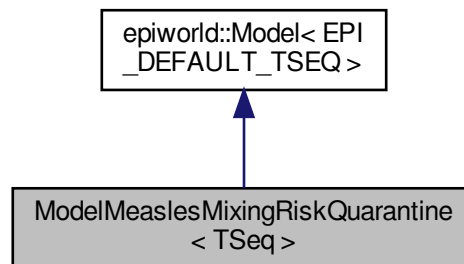 epiworld::Model< EPI
_DEFAULT_TSEQ >
ModelMeaslesMixingRiskQuarantine
< TSeq >